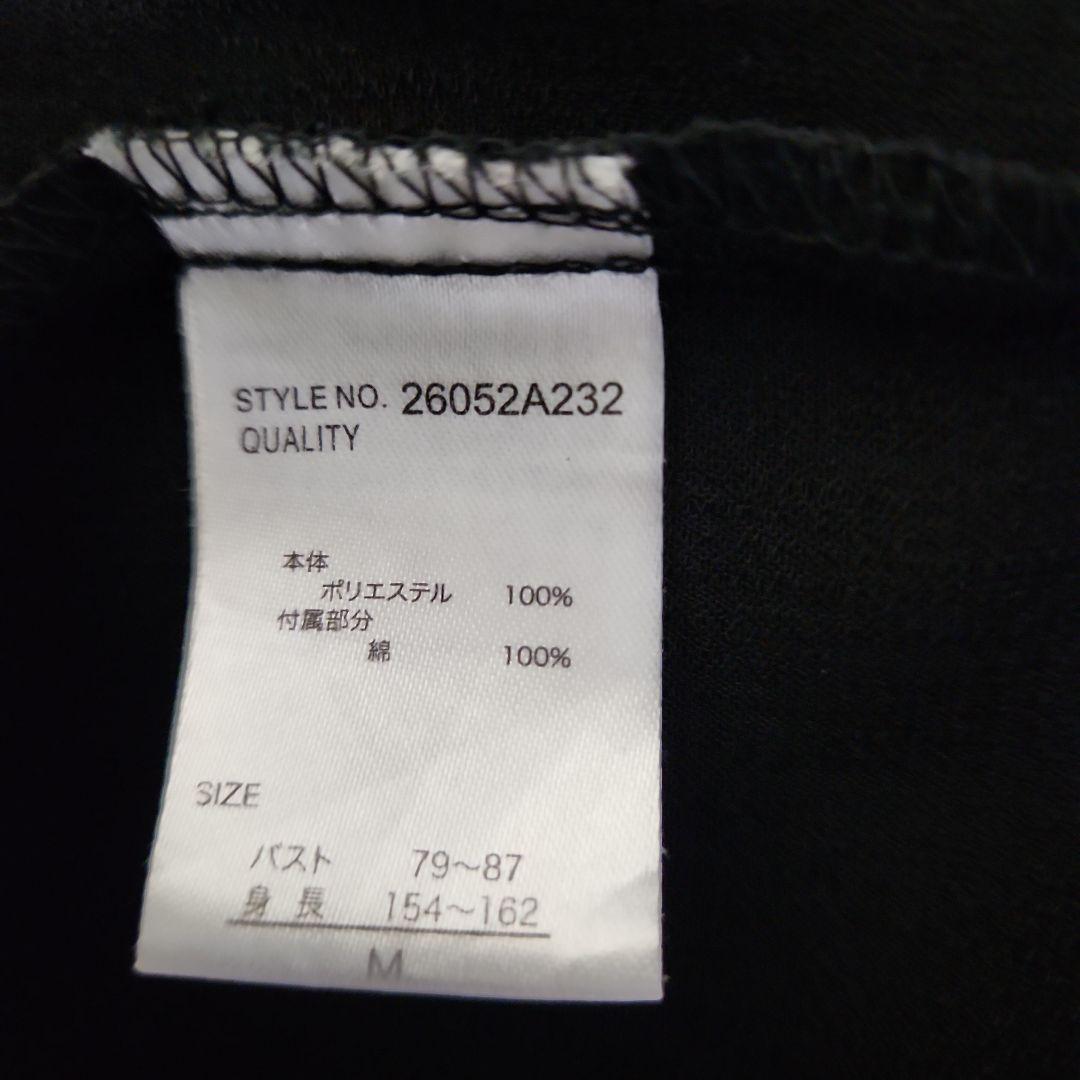 STYLE NO. 26052A232
QUALITY
本体
ポリエステル 100%
付属部分
綿 100%
SIZE
バスト 79～87
身長 154～162
M